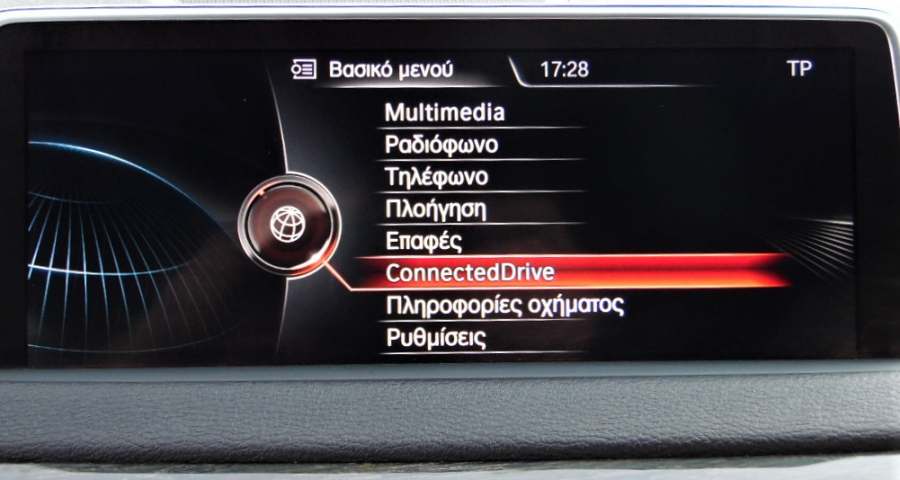 Βασικό μενού 17:28 TP
Multimedia
Ραδιόφωνο
Τηλέφωνο
Πλοήγηση
Επαφές
ConnectedDrive
Πληροφορίες οχήματος
Ρυθμίσεις